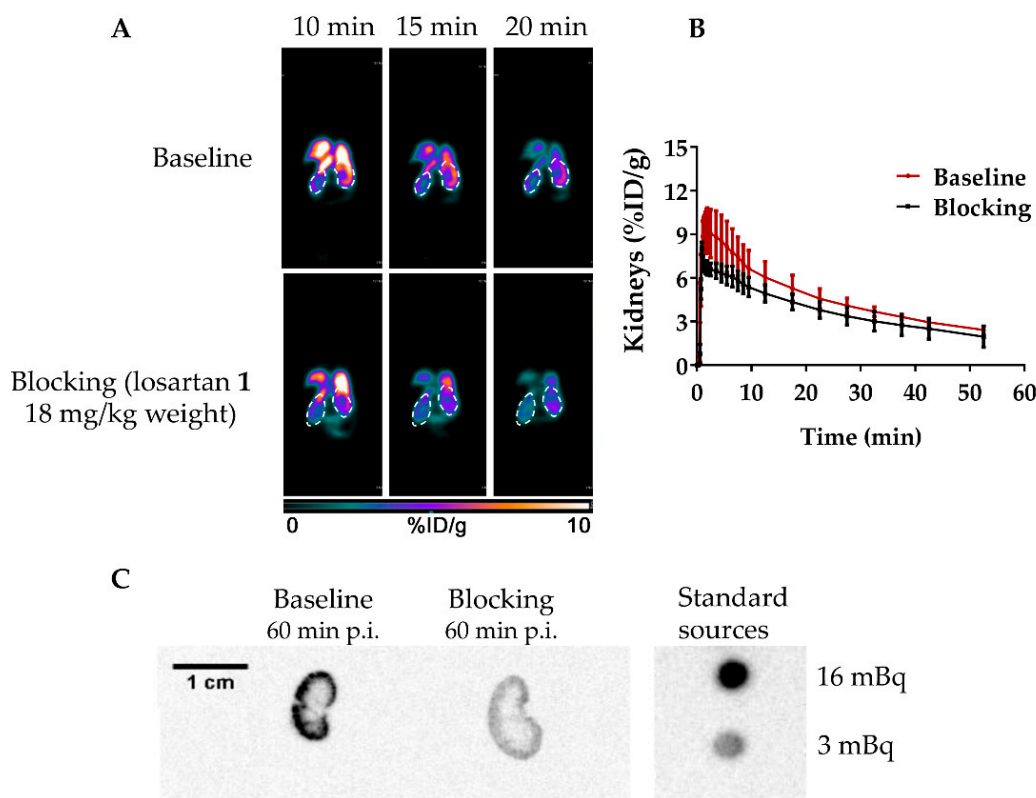 A
10 min 15 min 20 min
Baseline
Blocking (losartan 1
18 mg/kg weight)
0 %ID/g 10
B
Kidneys (%ID/g)
15
12
9
6
3
0
Baseline
Blocking
0 10 20 30 40 50 60
Time (min)
C
Baseline
60 min p.i.
Blocking
60 min p.i.
Standard
sources
1 cm
16 mBq
3 mBq